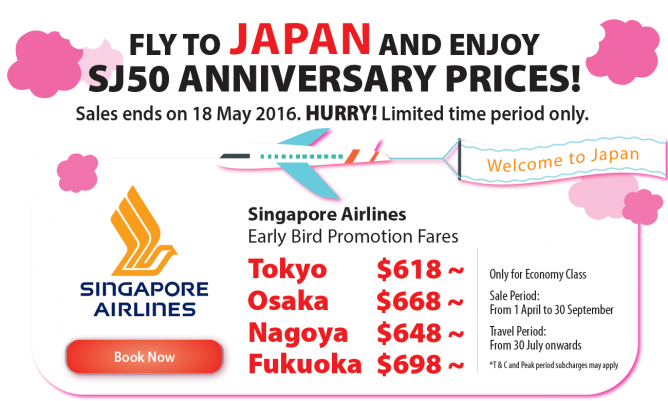 FLY TO JAPAN AND ENJOY
SJ50 ANNIVERSARY PRICES!
Sales ends on 18 May 2016. HURRY! Limited time period only.
Welcome to Japan
SINGAPORE
AIRLINES
Book Now
Singapore Airlines
Early Bird Promotion Fares
Tokyo $618 ~
Osaka $668 ~
Nagoya $648 ~
Fukuoka $698 ~
Only for Economy Class
Sale Period:
From 1 April to 30 September
Travel Period:
From 30 July onwards
*T & C and Peak period subcharges may apply